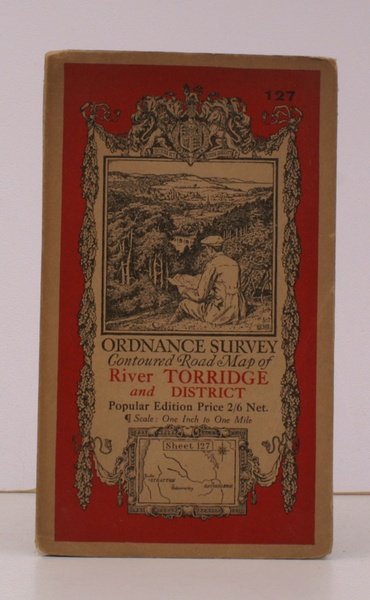 127
ORDNANCE SURVEY
Contoured Road Map of
River TORRIDGE
and DISTRICT
Popular Edition Price 2/6 Net.
¶ Scale: One Inch to One Mile
Sheet 127
STRATTON